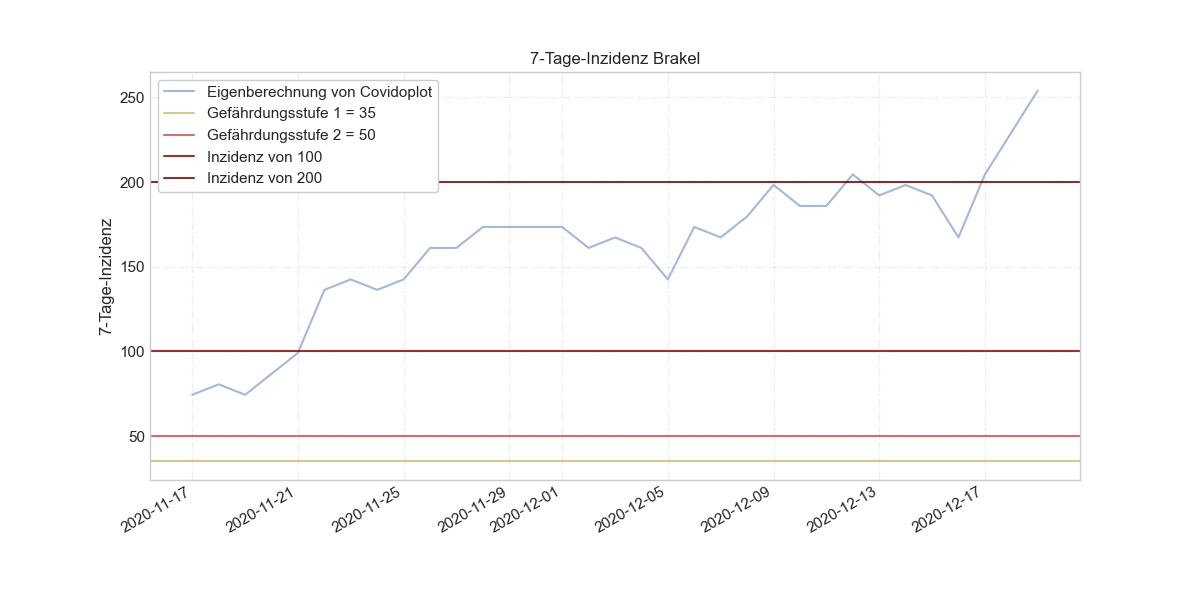 7-Tage-Inzidenz Brakel
Eigenberechnung von Covidoplot
Gefährdungsstufe 1 = 35
Gefährdungsstufe 2 = 50
Inzidenz von 100
Inzidenz von 200
7-Tage-Inzidenz
250
200
150
100
50
2020-11-17
2020-11-21
2020-11-25
2020-11-29
2020-12-01
2020-12-05
2020-12-09
2020-12-13
2020-12-17